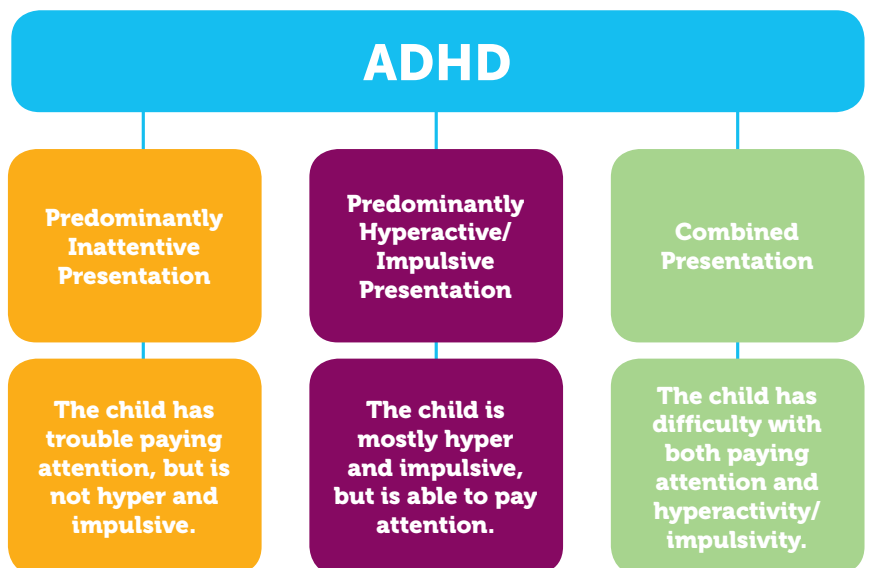 ADHD
Predominantly
Inattentive
Presentation
Predominantly
Hyperactive/
Impulsive
Presentation
Combined
Presentation
The child has
trouble paying
attention, but is
not hyper and
impulsive.
The child is
mostly hyper
and impulsive,
but is able to pay
attention.
The child has
difficulty with
both paying
attention and
hyperactivity/
impulsivity.